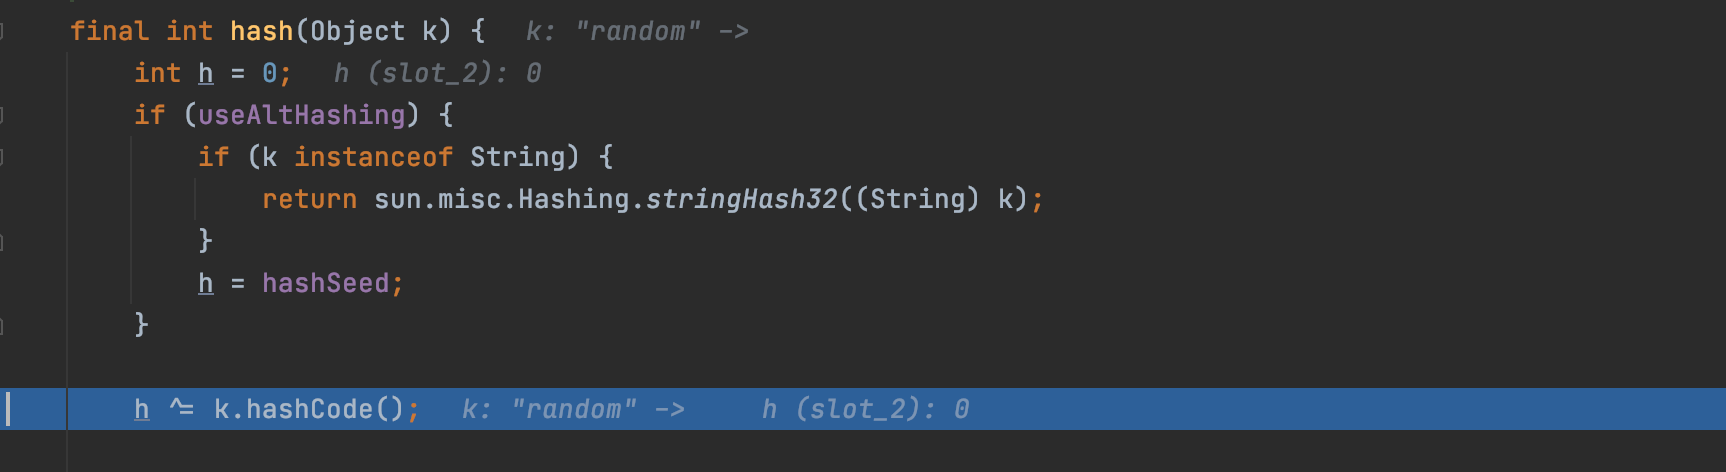 final int hash(Object k) {   k: "random" ->
    int h = 0;   h (slot_2): 0
    if (useAltHashing) {
        if (k instanceof String) {
            return sun.misc.Hashing.stringHash32((String) k);
        }
        h = hashSeed;
    }
    h ^= k.hashCode();   k: "random" ->     h (slot_2): 0